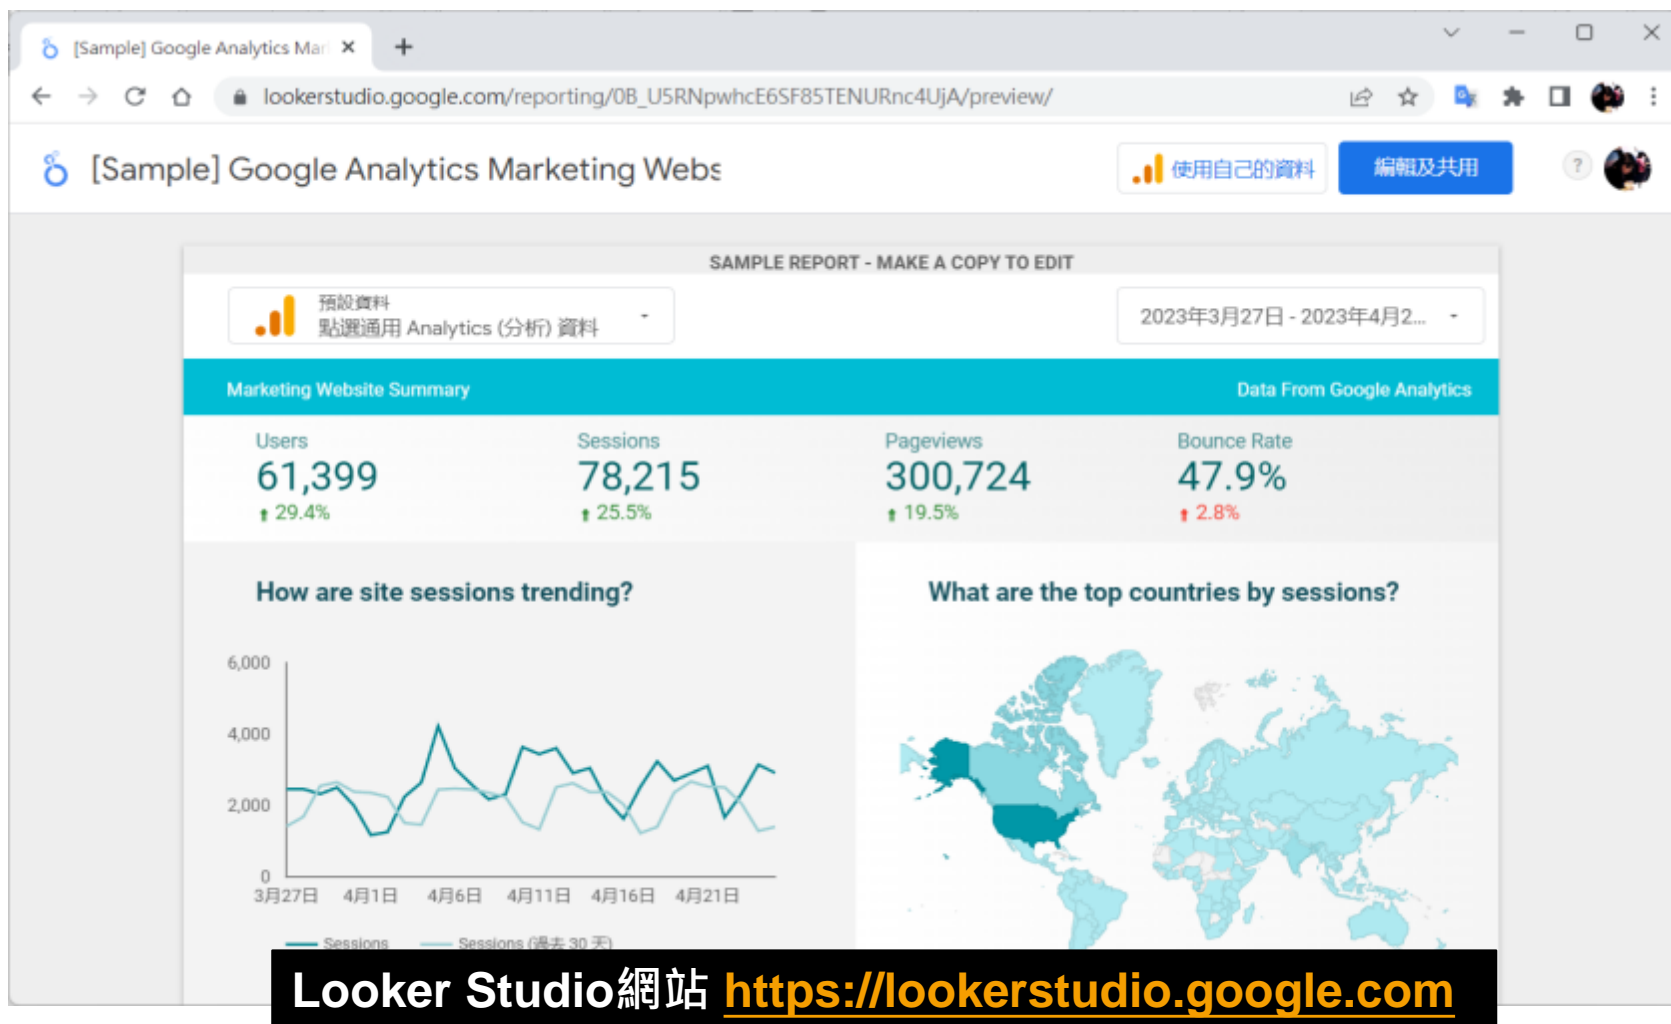 [Sample] Google Analytics Mar
lookerstudio.google.com/reporting/0B_U5RNpwhcE6SF85TENURnc4UjA/preview/
[Sample] Google Analytics Marketing Webs
使用自己的資料
編輯及共用
?
SAMPLE REPORT - MAKE A COPY TO EDIT
預設資料
點選通用 Analytics (分析) 資料
2023年3月27日 - 2023年4月2...
Marketing Website Summary
Data From Google Analytics
Users
61,399
29.4%
Sessions
78,215
25.5%
Pageviews
300,724
19.5%
Bounce Rate
47.9%
2.8%
How are site sessions trending?
6,000
4,000
2,000
0
3月27日 4月1日 4月6日 4月11日 4月16日 4月21日
Sessions Sessions (過去 30 天)
What are the top countries by sessions?
Looker Studio網站 https://lookerstudio.google.com